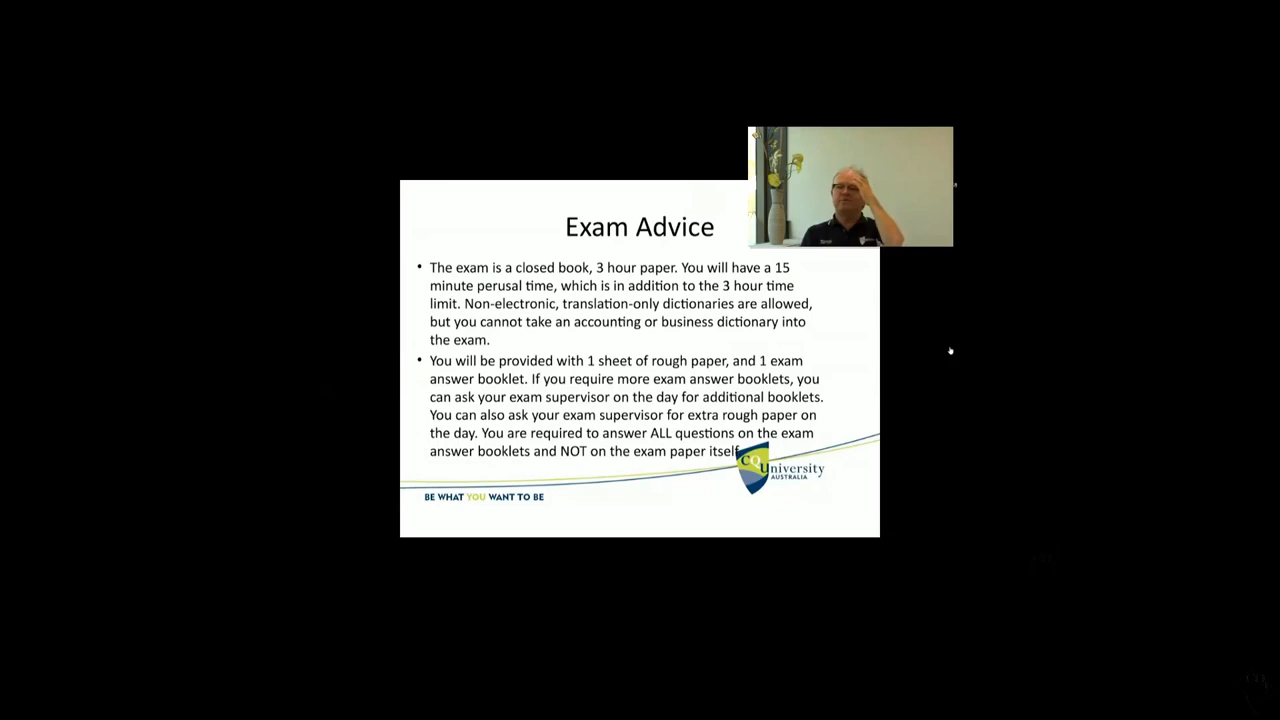 Exam Advice
• The exam is a closed book, 3 hour paper. You will have a 15
minute perusal time, which is in addition to the 3 hour time
limit. Non-electronic, translation-only dictionaries are allowed,
but you cannot take an accounting or business dictionary into
the exam.
• You will be provided with 1 sheet of rough paper, and 1 exam
answer booklet. If you require more exam answer booklets, you
can ask your exam supervisor on the day for additional booklets.
You can also ask your exam supervisor for extra rough paper on
the day. You are required to answer ALL questions on the exam
answer booklets and NOT on the exam paper itself
CQUniversity
AUSTRALIA
BE WHAT YOU WANT TO BE